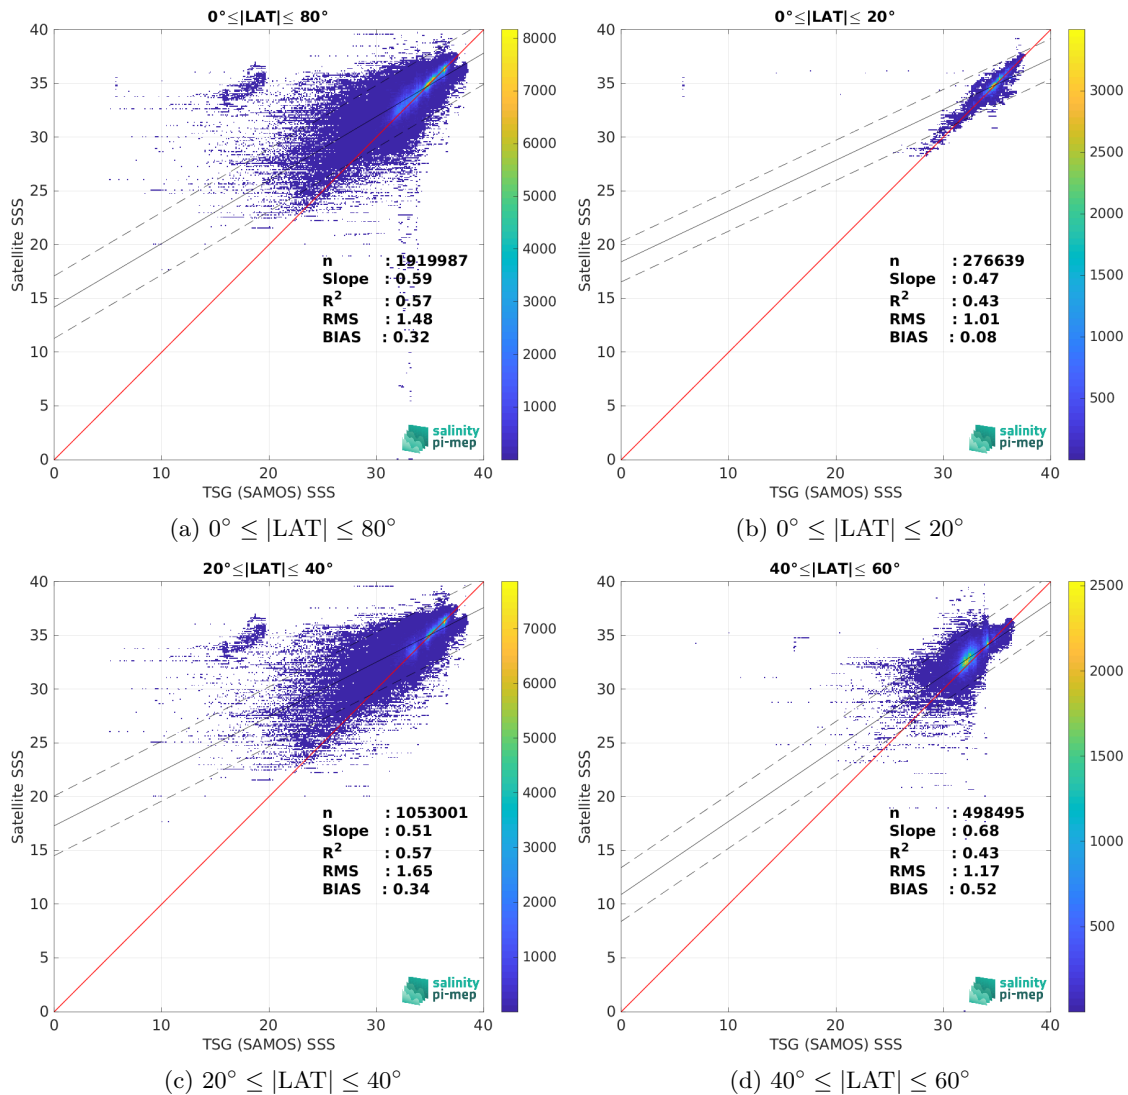 0°≤|LAT|≤ 80°
40
35
30
25
20
15
10
5
0
0
10
20
30
40
Satellite SSS
TSG (SAMOS) SSS
n : 1919987
Slope : 0.59
R² : 0.57
RMS : 1.48
BIAS : 0.32
salinity
pi-mep
8000
7000
6000
5000
4000
3000
2000
1000
(a) 0° ≤ |LAT| ≤ 80°
0°≤|LAT|≤ 20°
40
35
30
25
20
15
10
5
0
0
10
20
30
40
Satellite SSS
TSG (SAMOS) SSS
n : 276639
Slope : 0.47
R² : 0.43
RMS : 1.01
BIAS : 0.08
salinity
pi-mep
3000
2500
2000
1500
1000
500
(b) 0° ≤ |LAT| ≤ 20°
20°≤|LAT|≤ 40°
40
35
30
25
20
15
10
5
0
0
10
20
30
40
Satellite SSS
TSG (SAMOS) SSS
n : 1053001
Slope : 0.51
R² : 0.57
RMS : 1.65
BIAS : 0.34
salinity
pi-mep
7000
6000
5000
4000
3000
2000
1000
(c) 20° ≤ |LAT| ≤ 40°
40°≤|LAT|≤ 60°
40
35
30
25
20
15
10
5
0
0
10
20
30
40
Satellite SSS
TSG (SAMOS) SSS
n : 498495
Slope : 0.68
R² : 0.43
RMS : 1.17
BIAS : 0.52
salinity
pi-mep
2500
2000
1500
1000
500
(d) 40° ≤ |LAT| ≤ 60°